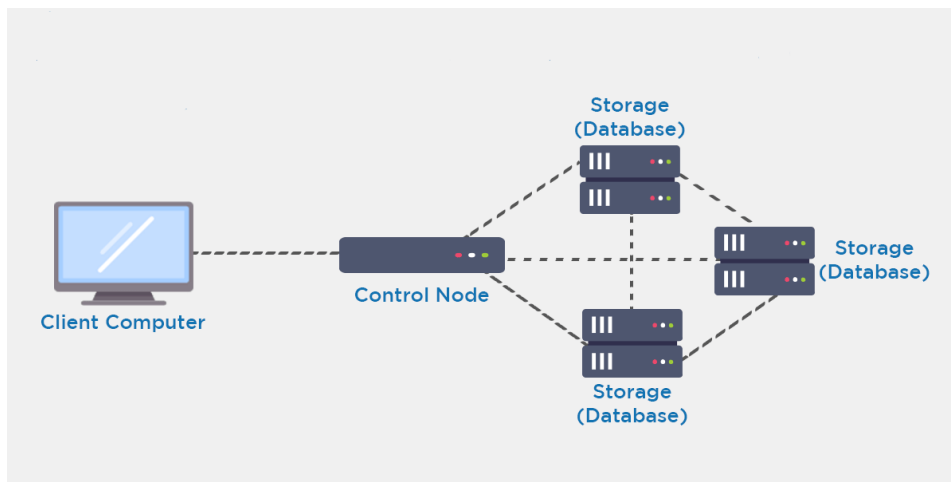 Storage
(Database)
Storage
(Database)
Control Node
Client Computer
Storage
(Database)